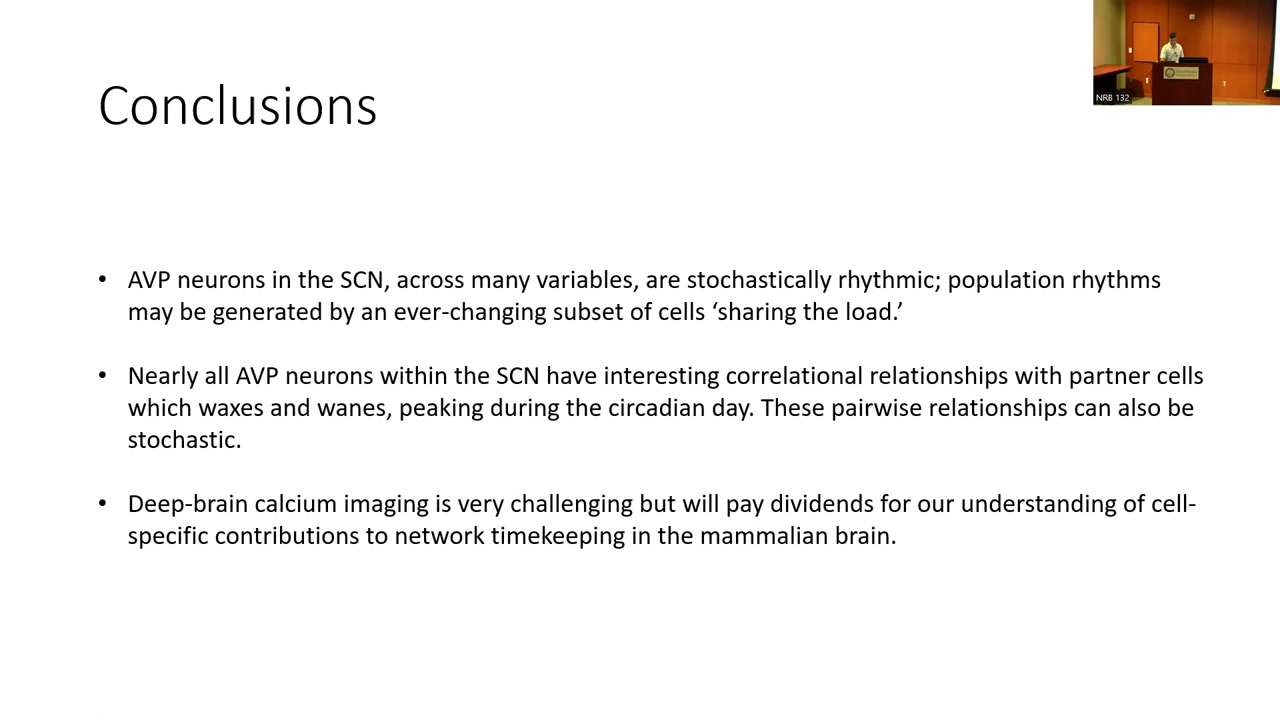 Conclusions
NRB 132
• AVP neurons in the SCN, across many variables, are stochastically rhythmic; population rhythms
may be generated by an ever-changing subset of cells ‘sharing the load.’
• Nearly all AVP neurons within the SCN have interesting correlational relationships with partner cells
which waxes and wanes, peaking during the circadian day. These pairwise relationships can also be
stochastic.
• Deep-brain calcium imaging is very challenging but will pay dividends for our understanding of cell-
specific contributions to network timekeeping in the mammalian brain.